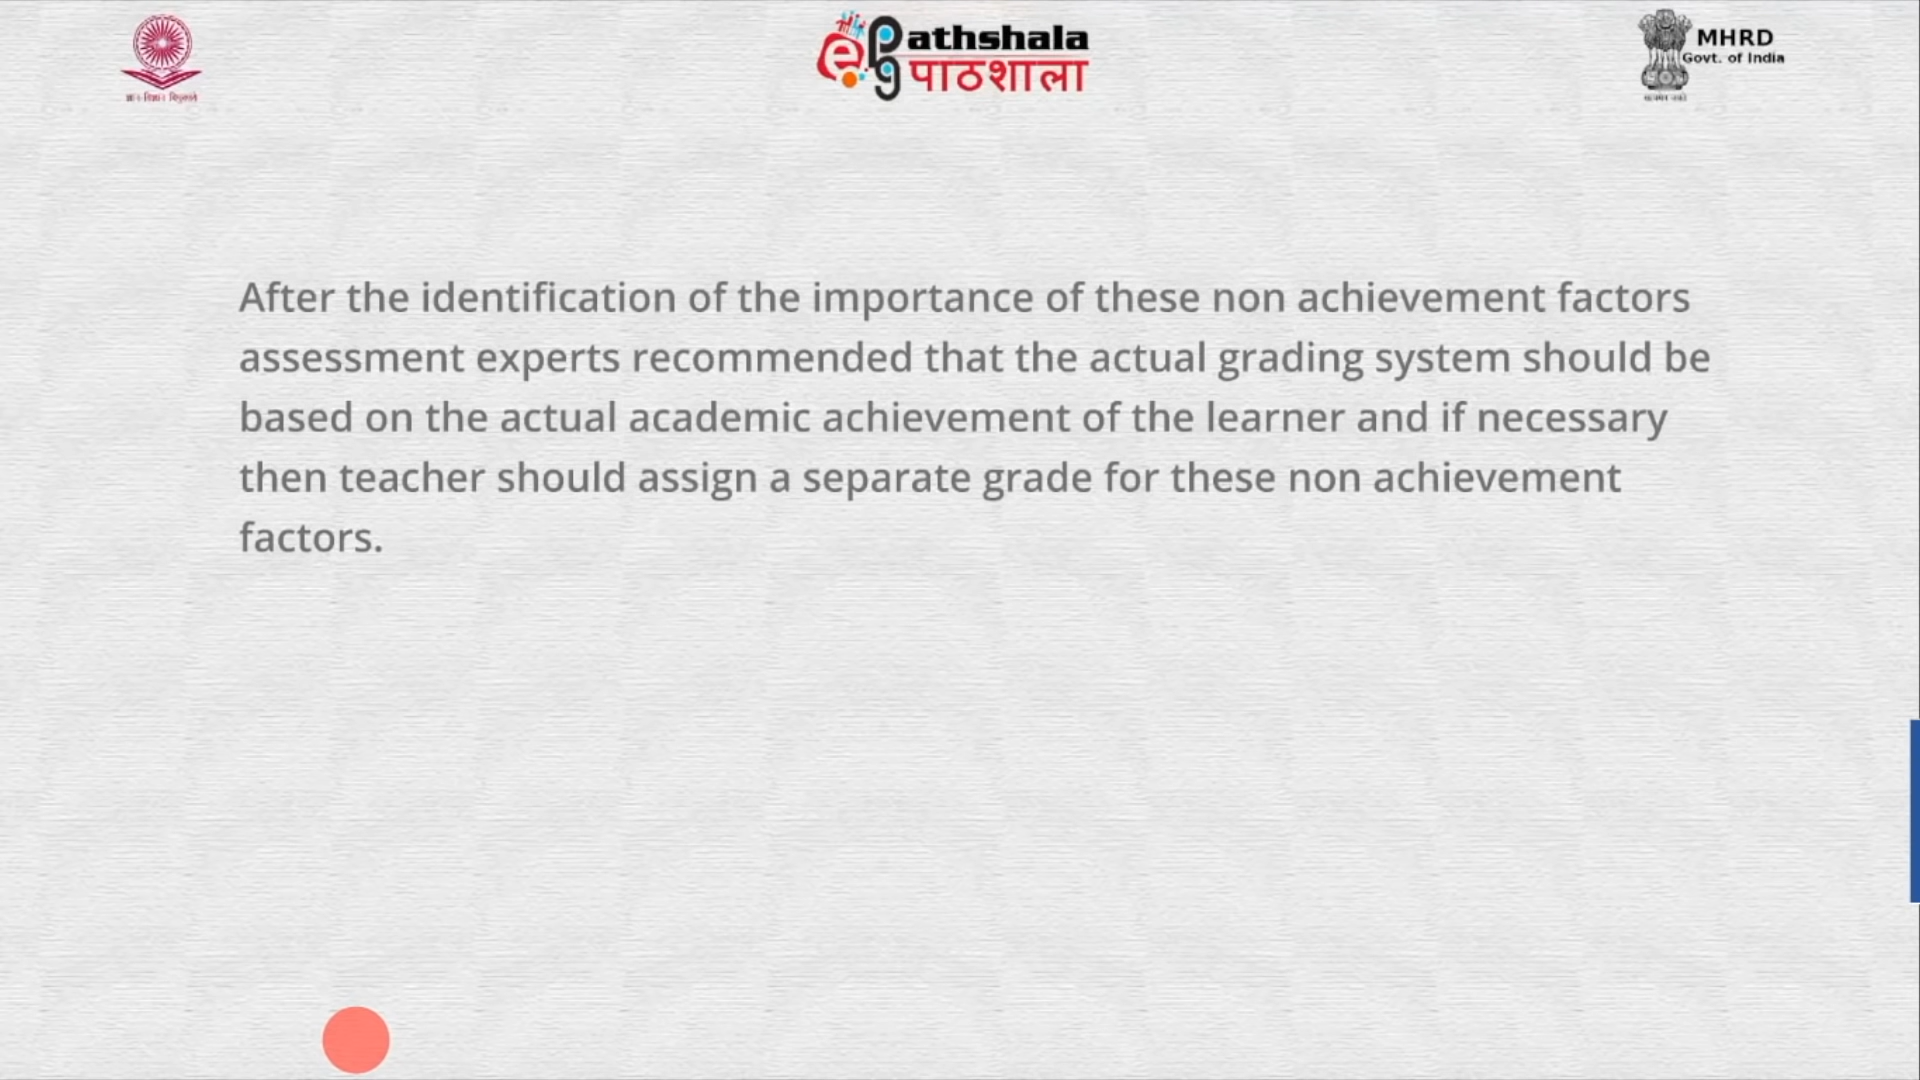 ePG Pathshala
पाठशाला
MHRD
Govt. of India
After the identification of the importance of these non achievement factors
assessment experts recommended that the actual grading system should be
based on the actual academic achievement of the learner and if necessary
then teacher should assign a separate grade for these non achievement
factors.